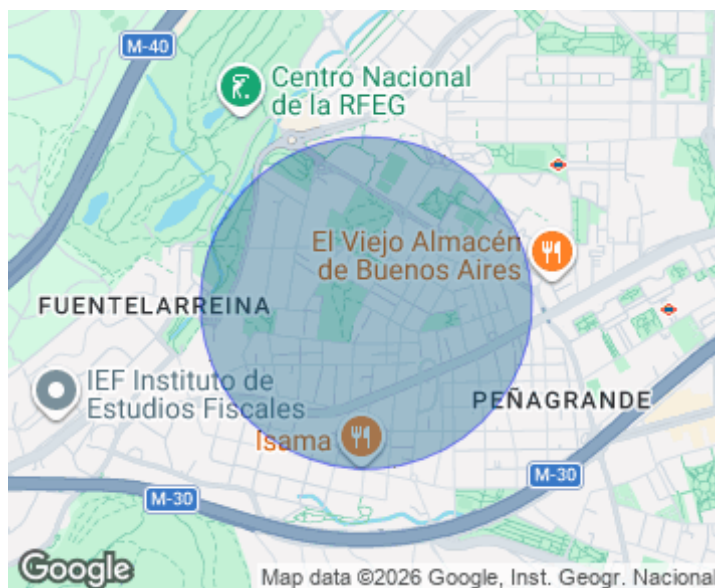 M-40
Centro Nacional
de la RFEG
El Viejo Almacén
de Buenos Aires
FUENTELARREINA
IEF Instituto de
Estudios Fiscales
PEÑAGRANDE
Isama
M-30
M-30
Google
Map data ©2026 Google, Inst. Geogr. Nacional